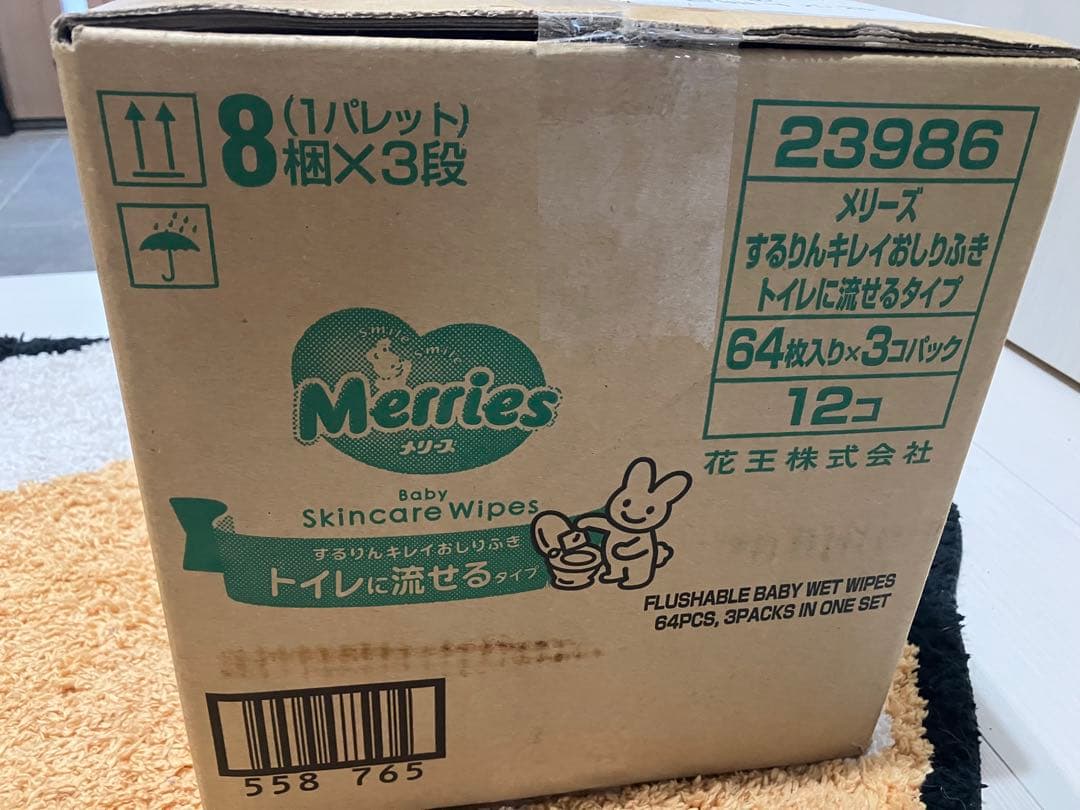 8 (1パレット)
梱×3段
23986
メリーズ
するりんキレイおしりふき
トイレに流せるタイプ
64枚入り×3コパック
12コ
花王株式会社
smile smile
Merries
メリーズ
Baby
Skincare Wipes
するりんキレイおしりふき
トイレに流せるタイプ
FLUSHABLE BABY WET WIPES
64PCS, 3PACKS IN ONE SET
558 765